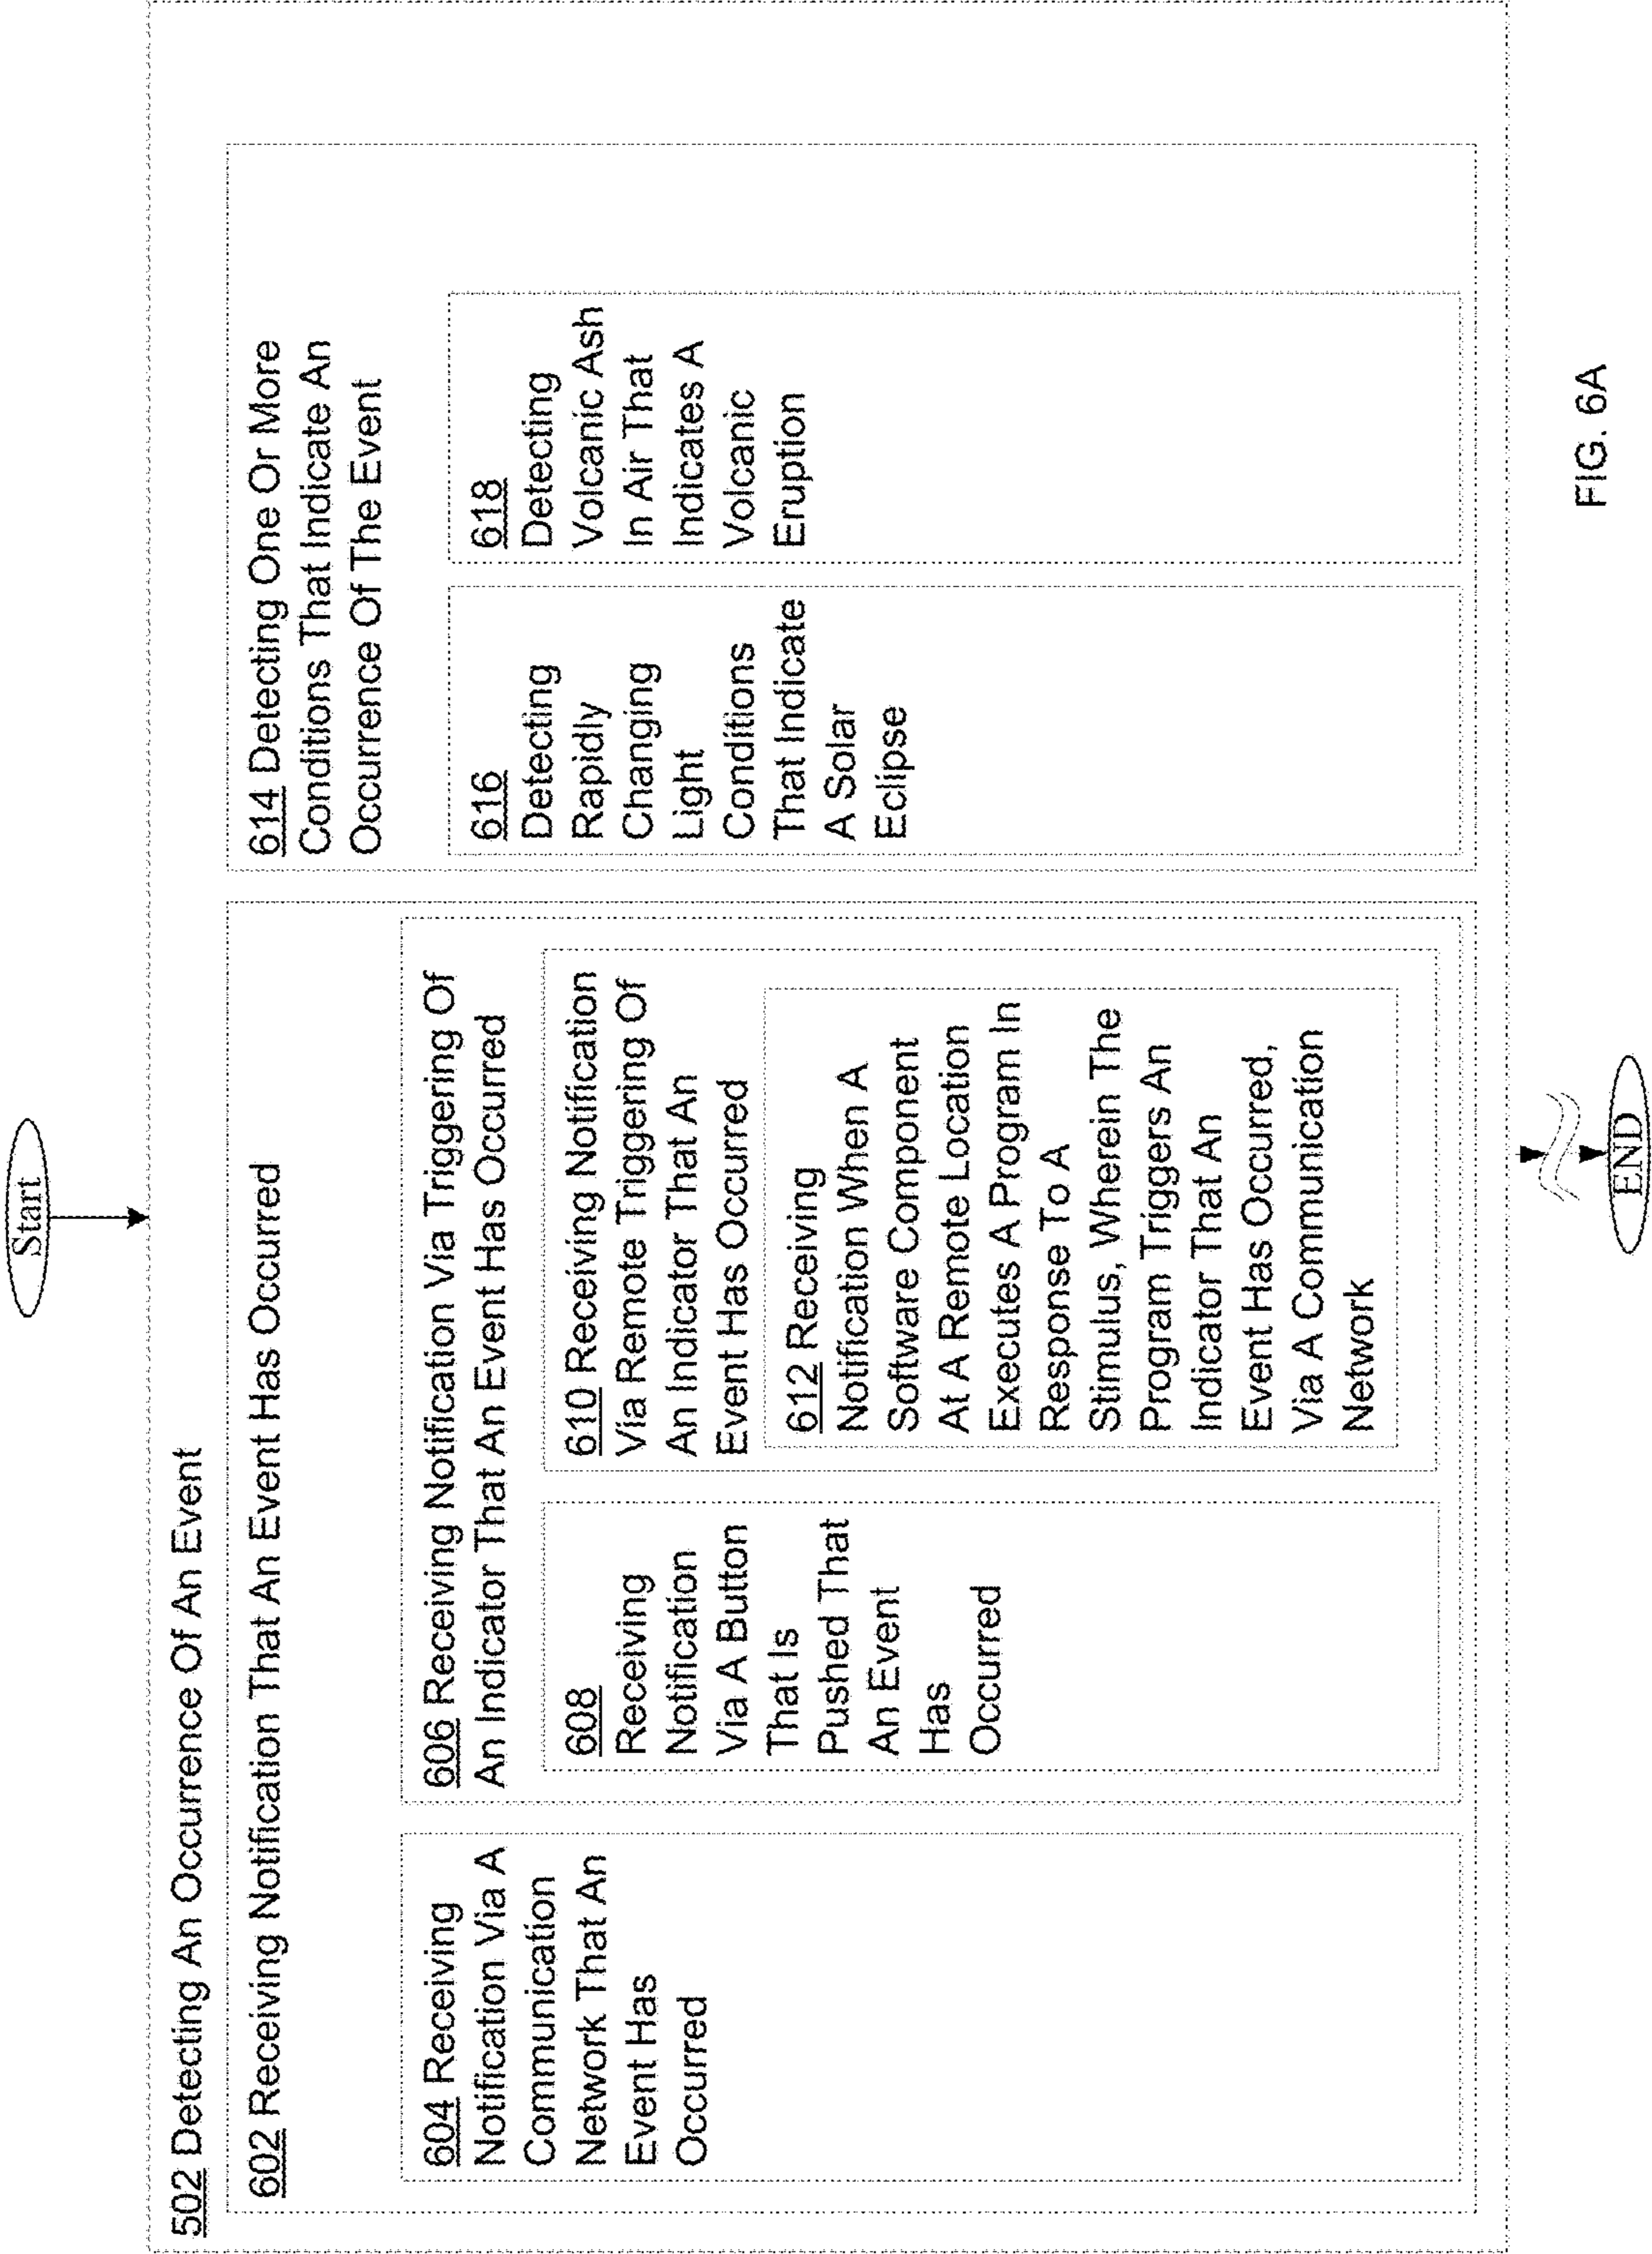 Start
502 Detecting An Occurrence Of An Event
602 Receiving Notification That An Event Has Occurred
604 Receiving
Notification Via A
Communication
Network That An
Event Has
Occurred
606 Receiving Notification Via Triggering Of
An Indicator That An Event Has Occurred
608
Receiving
Notification
Via A Button
That Is
Pushed That
An Event
Has
Occurred
610 Receiving Notification
Via Remote Triggering Of
An Indicator That An
Event Has Occurred
612 Receiving
Notification When A
Software Component
At A Remote Location
Executes A Program In
Response To A
Stimulus, Wherein The
Program Triggers An
Indicator That An
Event Has Occurred,
Via A Communication
Network
614 Detecting One Or More
Conditions That Indicate An
Occurrence Of The Event
616
Detecting
Rapidly
Changing
Light
Conditions
That Indicate
A Solar
Eclipse
618
Detecting
Volcanic Ash
In Air That
Indicates A
Volcanic
Eruption
END
FIG. 6A